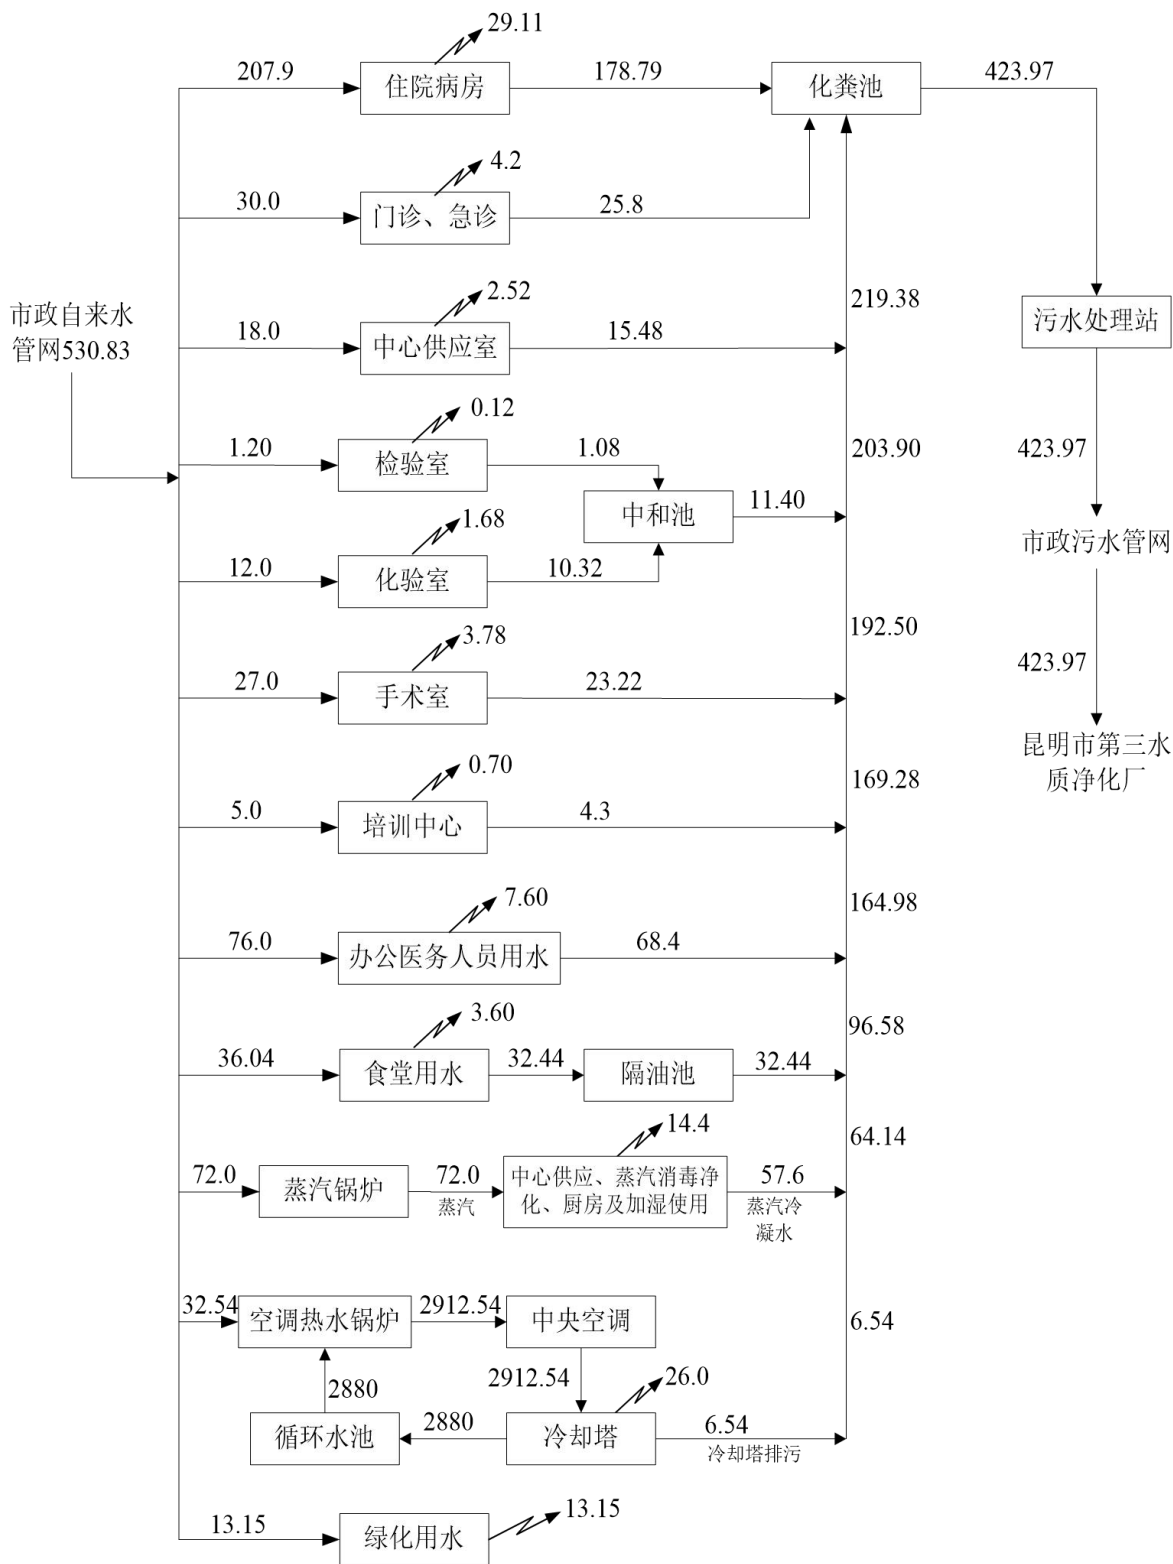 29.11
207.9
住院病房
178.79
化粪池
423.97
4.2
30.0
门诊、急诊
25.8
市政自来水
管网530.83
2.52
18.0
中心供应室
15.48
219.38
污水处理站
0.12
1.20
检验室
1.08
203.90
423.97
中和池
11.40
1.68
12.0
化验室
10.32
市政污水管网
3.78
27.0
手术室
23.22
192.50
423.97
0.70
5.0
培训中心
4.3
169.28
昆明市第三水
质净化厂
7.60
76.0
办公医务人员用水
68.4
164.98
3.60
36.04
食堂用水
32.44
隔油池
32.44
96.58
14.4
72.0
蒸汽锅炉
72.0
蒸汽
中心供应、蒸汽消毒净
化、厨房及加湿使用
57.6
蒸汽冷
凝水
64.14
32.54
空调热水锅炉
2912.54
中央空调
6.54
2880
2912.54
26.0
循环水池
2880
冷却塔
6.54
冷却塔排污
13.15
绿化用水
13.15